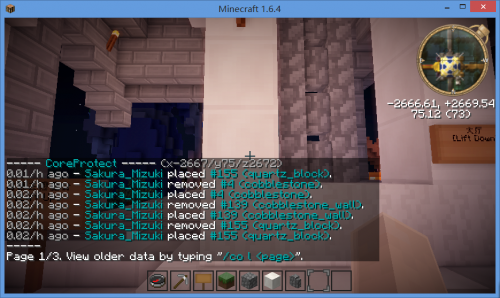 Minecraft 1.6.4
-2666.61, +2669.54
75.12 (73)
大厅
[Lift Down]
----- CoreProtect ----- (x-2667/y75/z2672)
0.01/h ago - Sakura_Mizuki placed #155 (quartz_block).
0.01/h ago - Sakura_Mizuki removed #4 (cobblestone).
0.02/h ago - Sakura_Mizuki placed #4 (cobblestone).
0.02/h ago - Sakura_Mizuki removed #139 (cobblestone_wall).
0.02/h ago - Sakura_Mizuki placed #139 (cobblestone_wall).
0.02/h ago - Sakura_Mizuki removed #155 (quartz_block).
0.02/h ago - Sakura_Mizuki placed #155 (quartz_block).
-----
Page 1/3. View older data by typing "/co l <page>".